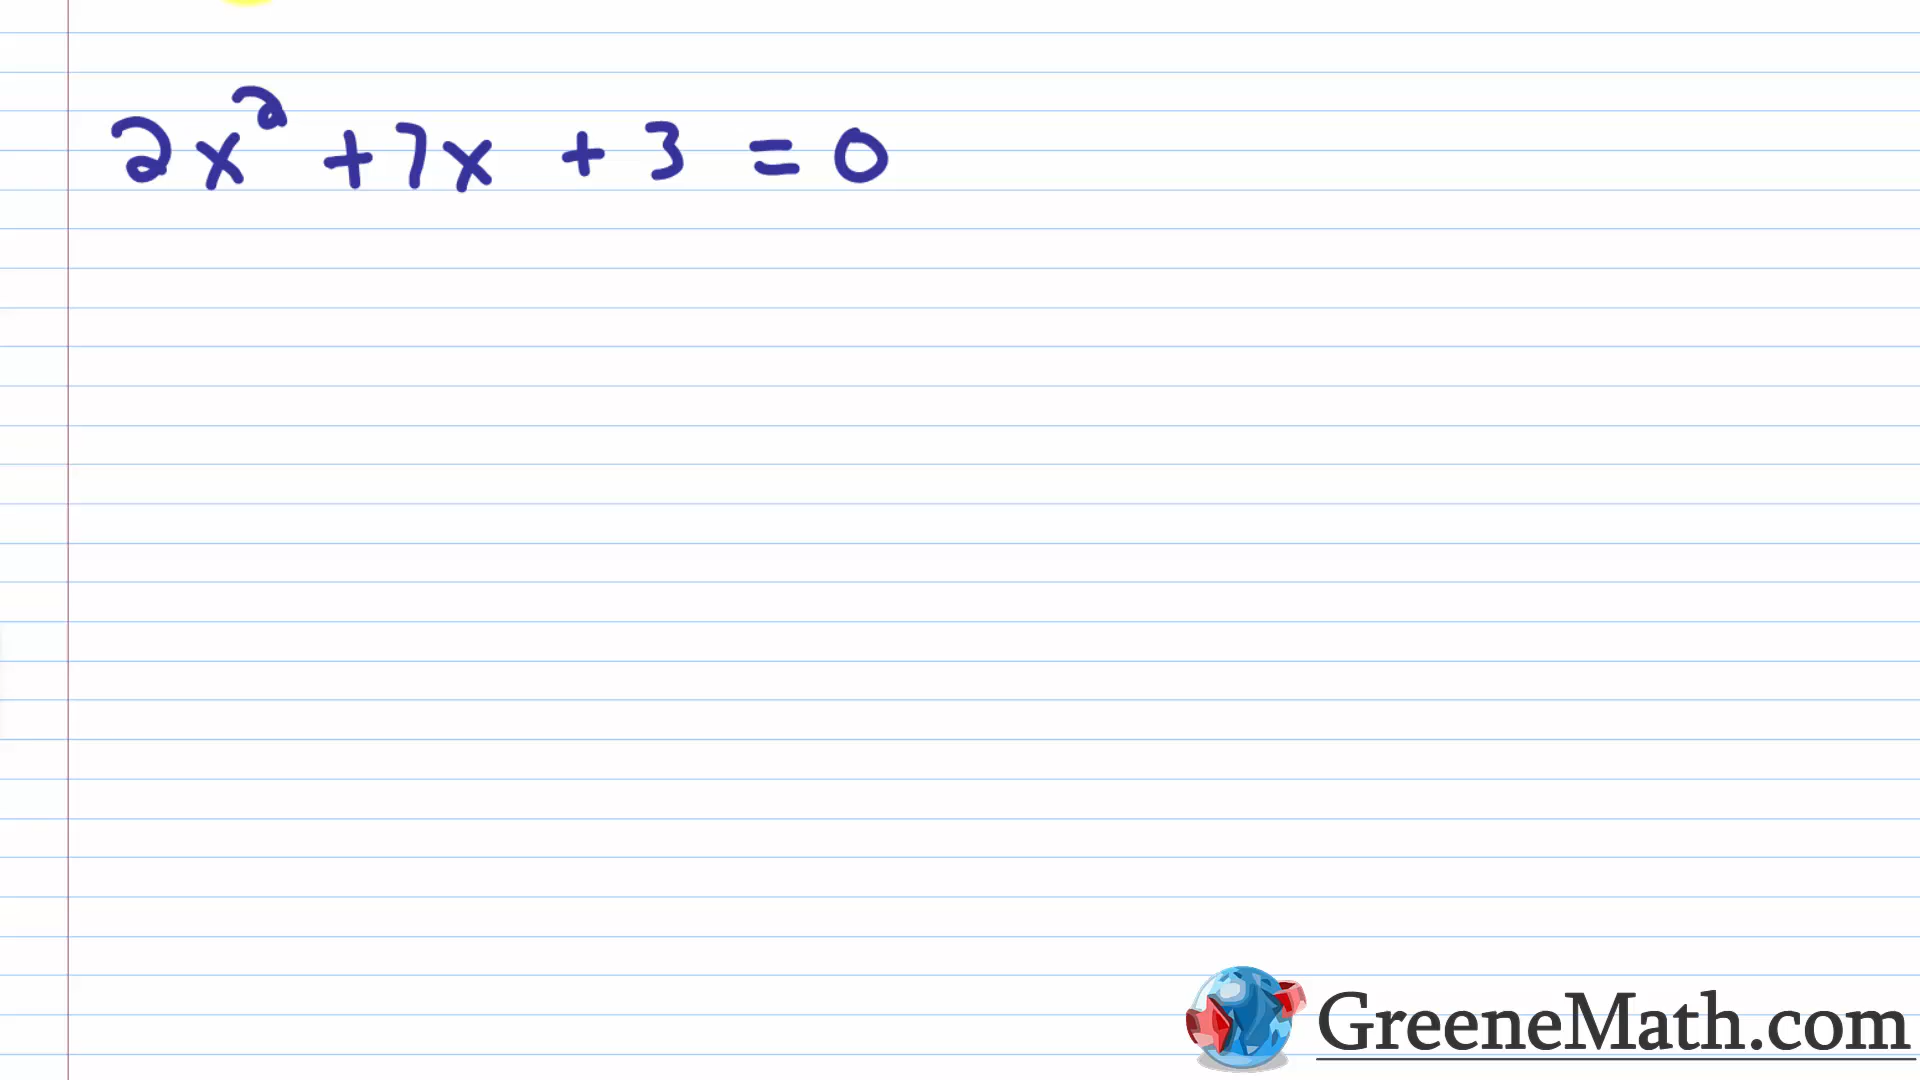 2x² + 7x + 3 = 0
GreeneMath.com